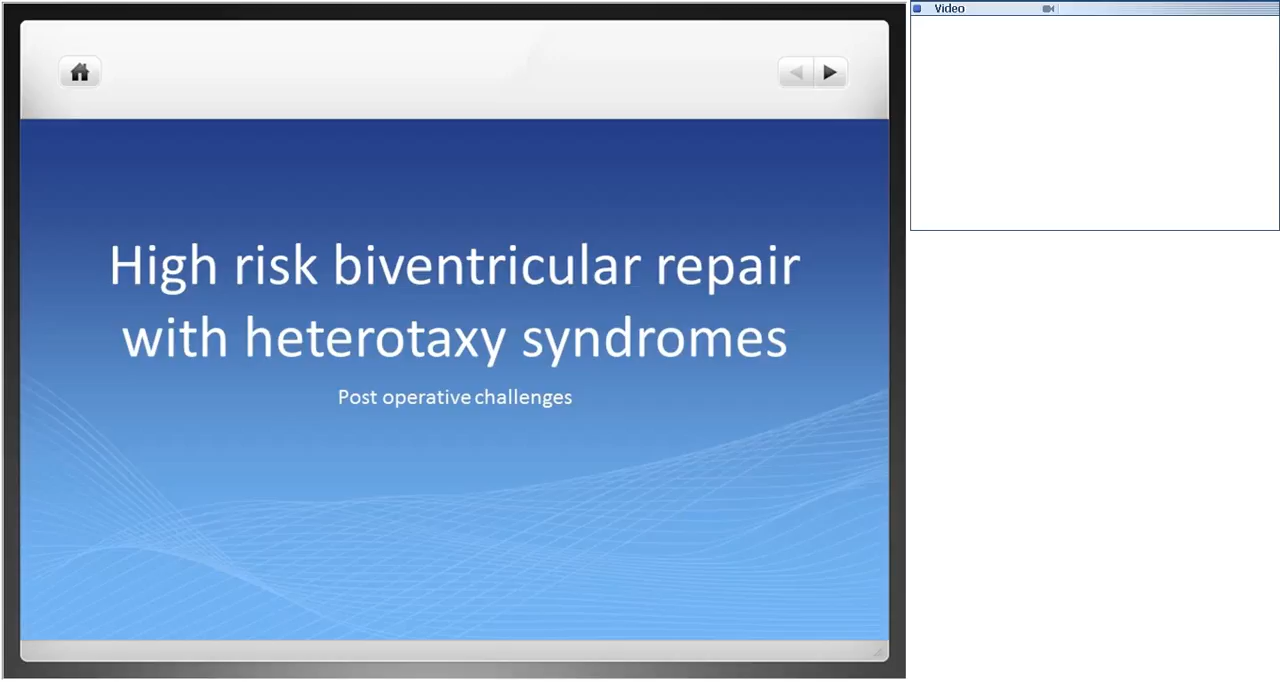 Video
High risk biventricular repair
with heterotaxy syndromes
Post operative challenges